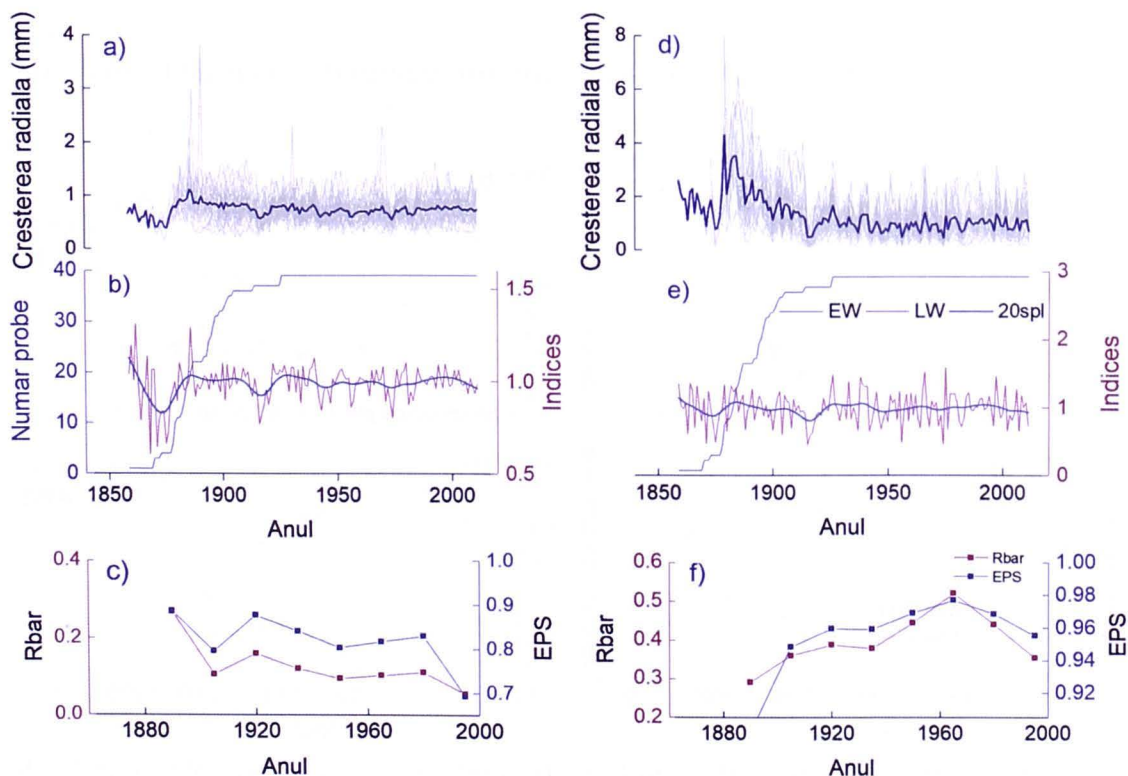 a)
Cresterea radiala (mm)
4
3
2
1
0
b)
Numar probe
40
30
20
10
0
1.5
1.0
0.5
Indices
1850 1900 1950 2000
Anul
c)
Rbar
0.4
0.2
0.0
1.0
0.9
0.8
0.7
EPS
1880 1920 1960 2000
Anul
d)
Cresterea radiala (mm)
8
6
4
2
0
e)
EW LW 20spl
3
2
1
0
Indices
1850 1900 1950 2000
Anul
f)
Rbar
EPS
Rbar
0.6
0.5
0.4
0.3
0.2
1.00
0.98
0.96
0.94
0.92
EPS
1880 1920 1960 2000
Anul